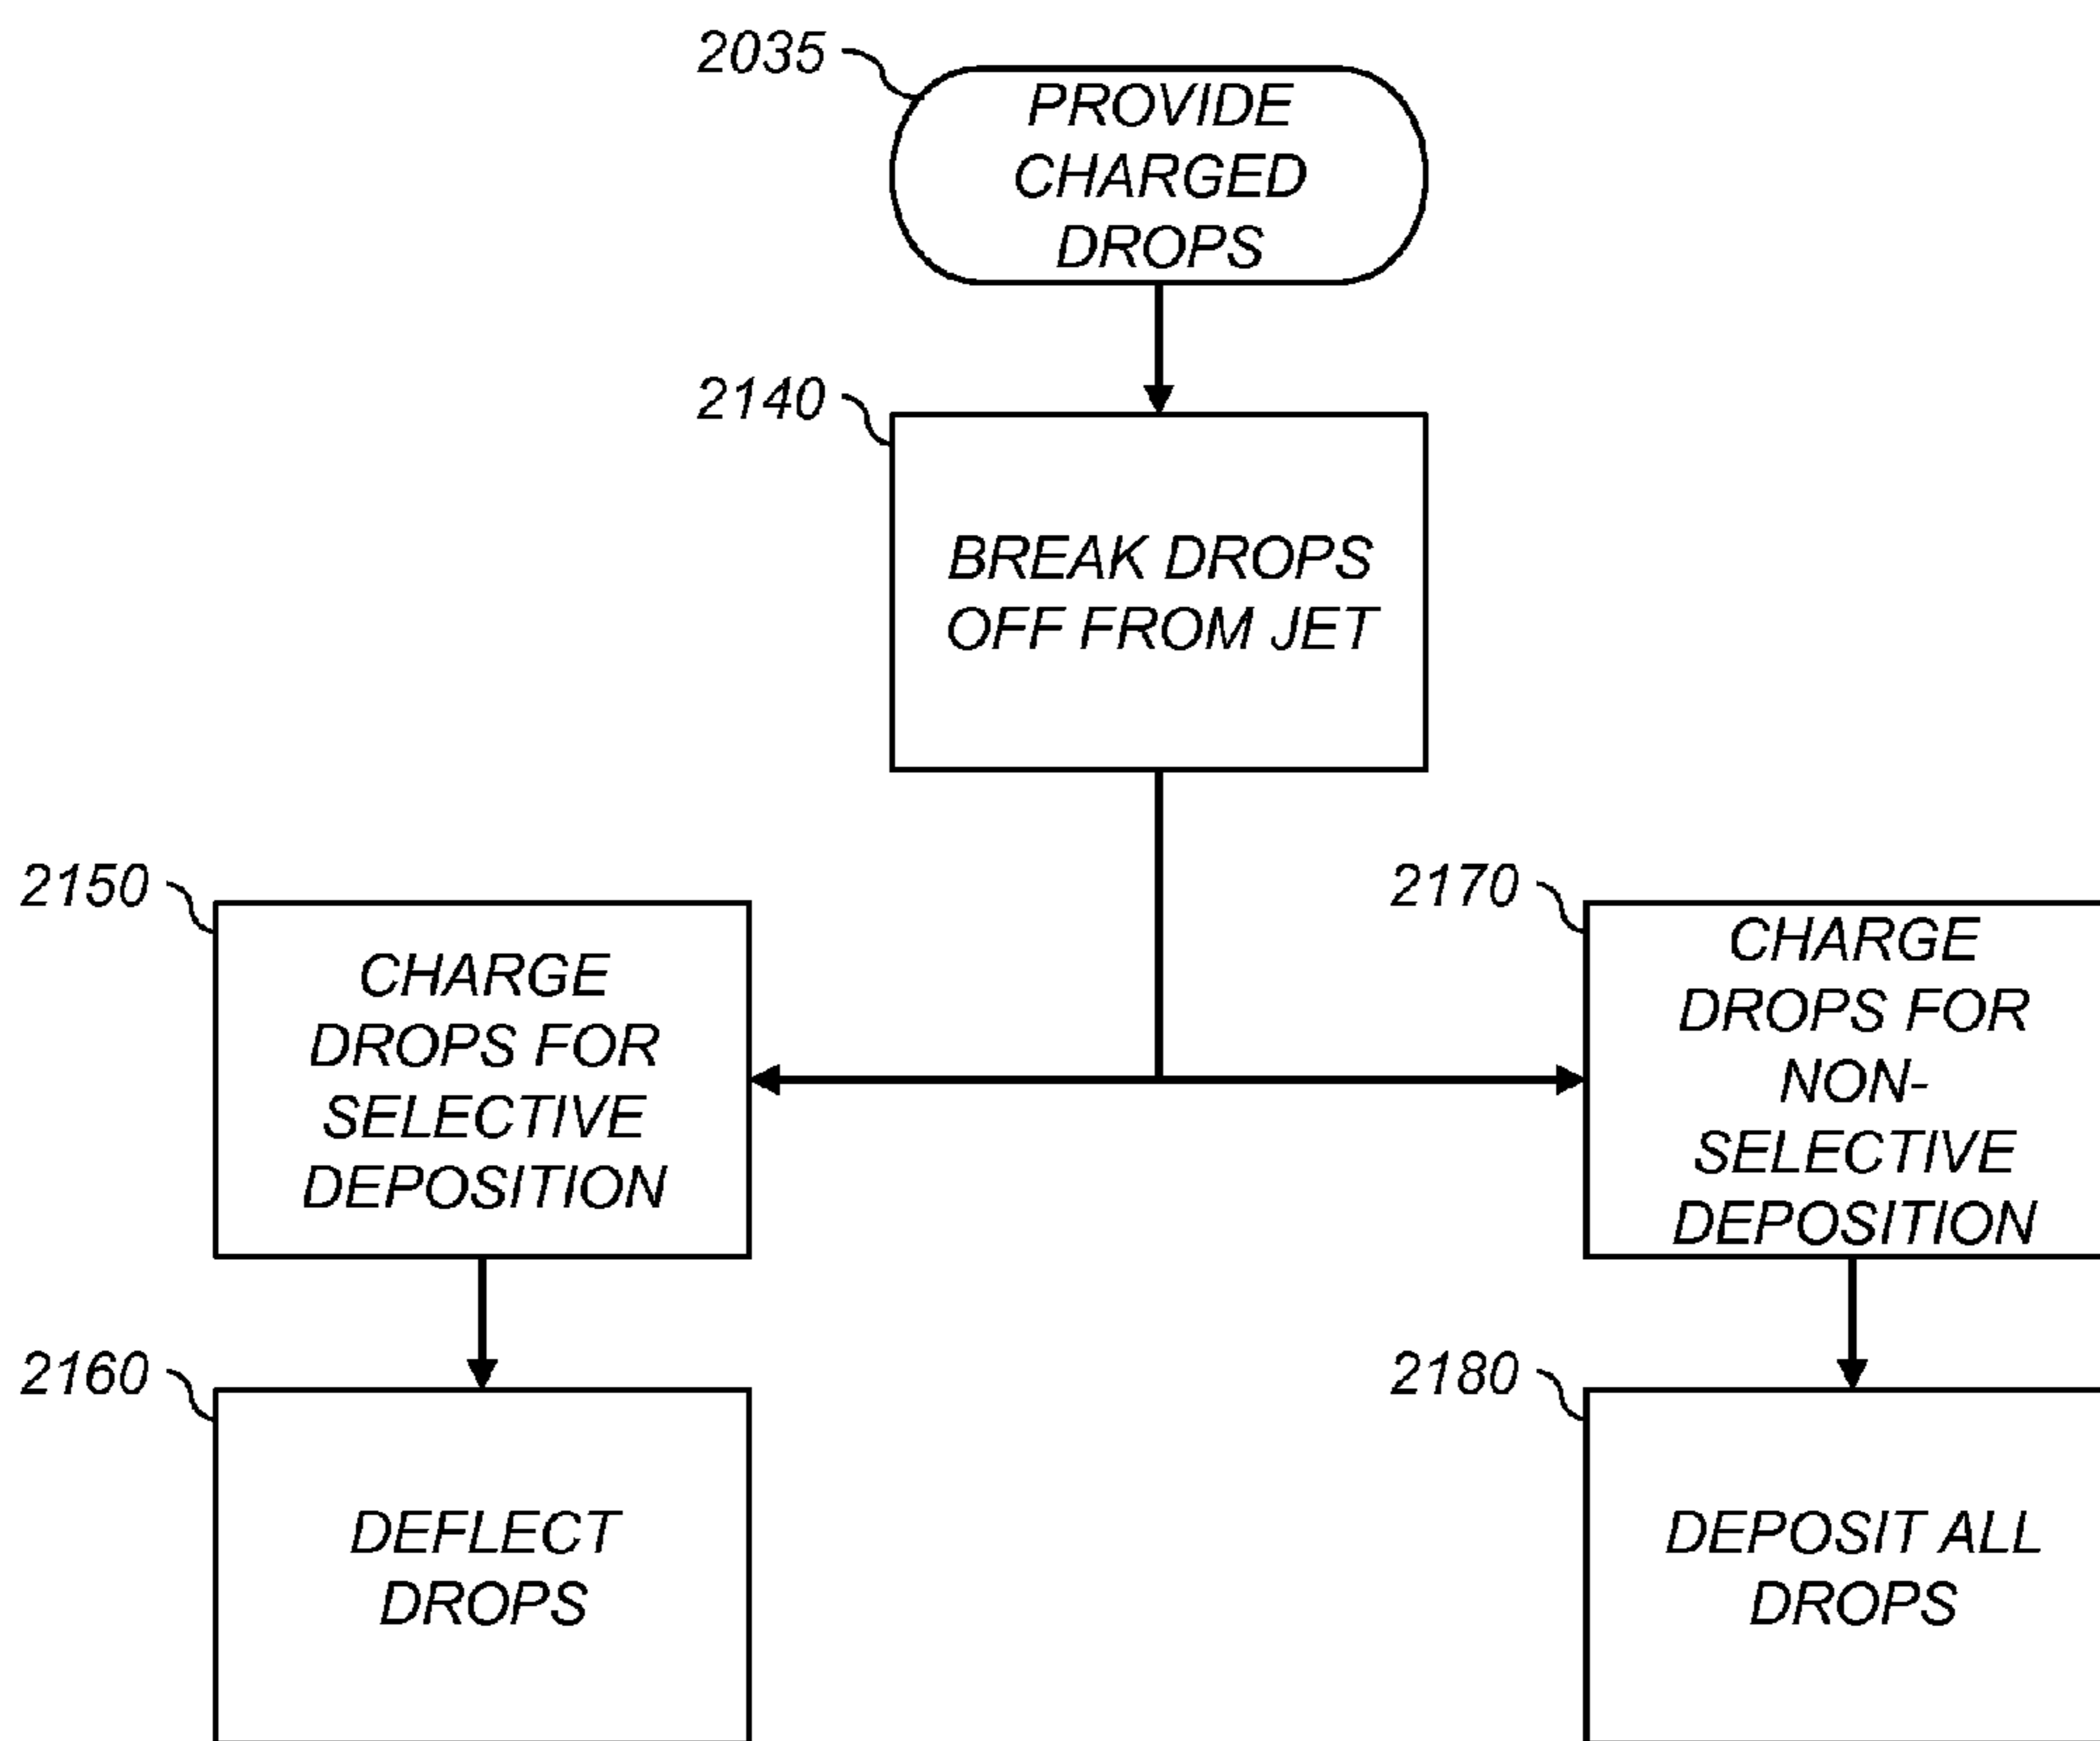 2035
PROVIDE
CHARGED
DROPS
2140
BREAK DROPS
OFF FROM JET
2150
CHARGE
DROPS FOR
SELECTIVE
DEPOSITION
2170
CHARGE
DROPS FOR
NON-
SELECTIVE
DEPOSITION
2160
DEFLECT
DROPS
2180
DEPOSIT ALL
DROPS